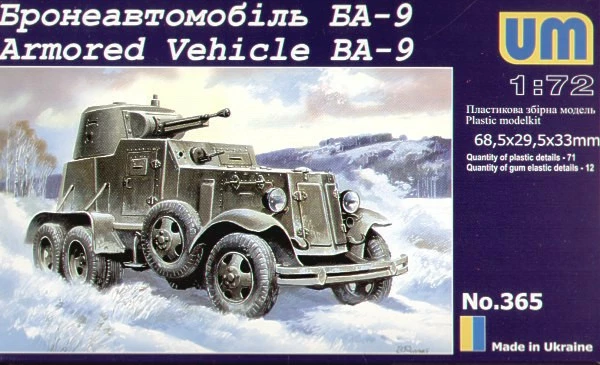 Бронеавтомобіль БА-9
Armored Vehicle BA-9
um
1:72
Пластикова збірна модель
Plastic modelkit
68,5x29,5x33mm
Quantity of plastic details - 71
Quantity of gum elastic details - 12
No.365
Made in Ukraine